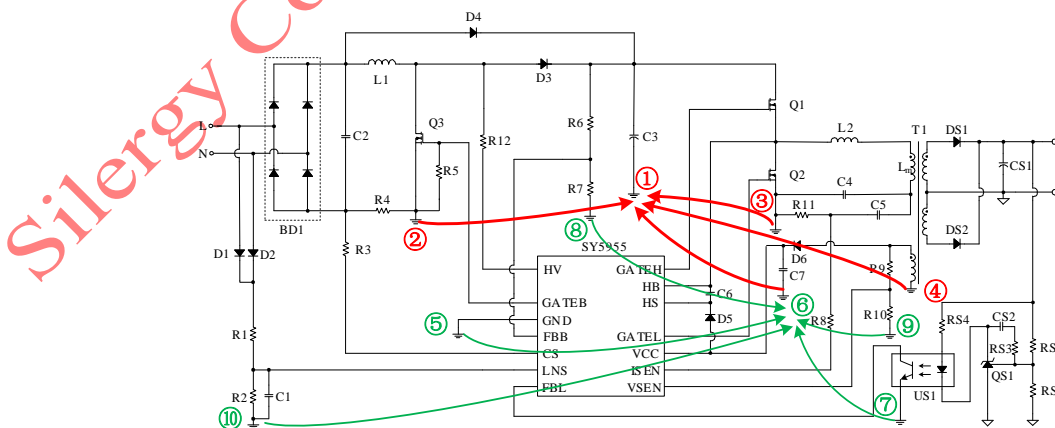 Silergy Co
D4
L1
D3
Q1
Q3
R12
R6
C3
C2
L
N
R5
R7
①
L2
T1
DS1
Lm
CS1
Q2
C4
③
R11
C5
DS2
BD1
R4
②
⑧
SY5955
D1
D2
R3
HV
GATEH
HB
HS
GATEB
GND
FBB
CS
LNS
FBL
GATEL
VCC
ISEN
VSEN
C6
D5
C7
D6
R9
④
⑥
⑤
R8
R10
⑨
RS4
CS2
RS3
QS1
RS
RS
US1
⑦
R1
R2
C1
⑩